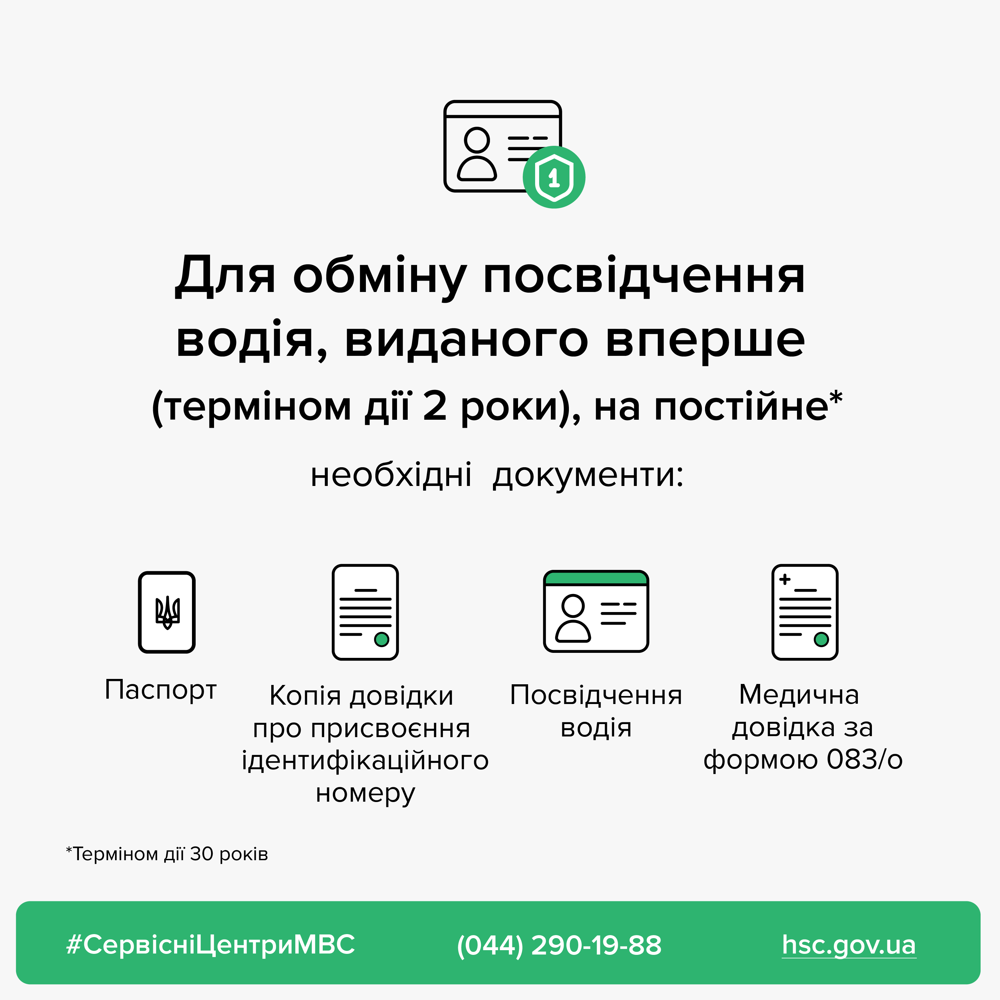 1
Для обміну посвідчення
водія, виданого вперше
(терміном дії 2 роки), на постійне*
необхідні документи:
Паспорт
Копія довідки
про присвоєння
ідентифікаційного
номеру
Посвідчення
водія
Медична
довідка за
формою 083/о
*Терміном дії 30 років
#СервісніЦентриМВС
(044) 290-19-88
hsc.gov.ua